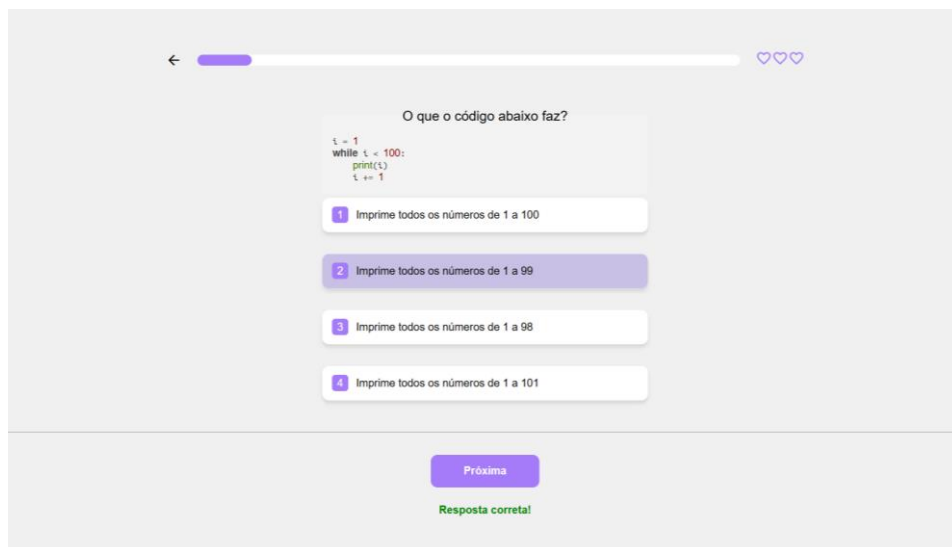 O que o código abaixo faz?
i = 1
while i < 100:
    print(i)
    i += 1
1 Imprime todos os números de 1 a 100
2 Imprime todos os números de 1 a 99
3 Imprime todos os números de 1 a 98
4 Imprime todos os números de 1 a 101
Próxima
Resposta correta!